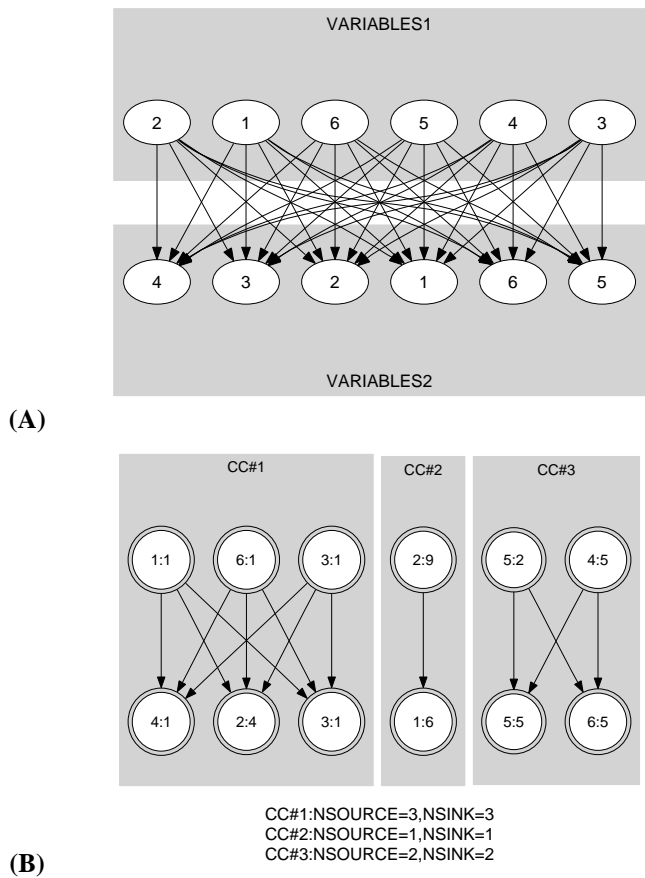 VARIABLES1
2 1 6 5 4 3
4 3 2 1 6 5
VARIABLES2
(A)
CC#1 CC#2 CC#3
1:1 6:1 3:1 2:9 5:2 4:5
4:1 2:4 3:1 1:6 5:5 6:5
CC#1:NSOURCE=3,NSINK=3
CC#2:NSOURCE=1,NSINK=1
CC#3:NSOURCE=2,NSINK=2
(B)